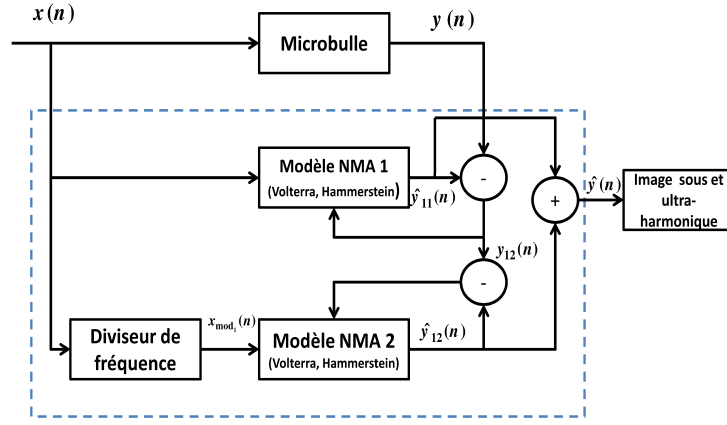 x(n)
y(n)
Microbulle
Modèle NMA 1
(Volterra, Hammerstein)
-
ŷ₁₁(n)
+
ŷ(n)
Image sous et
ultra-
harmonique
y₁₂(n)
-
Diviseur de
fréquence
x_mod₁(n)
Modèle NMA 2
(Volterra, Hammerstein)
ŷ₁₂(n)